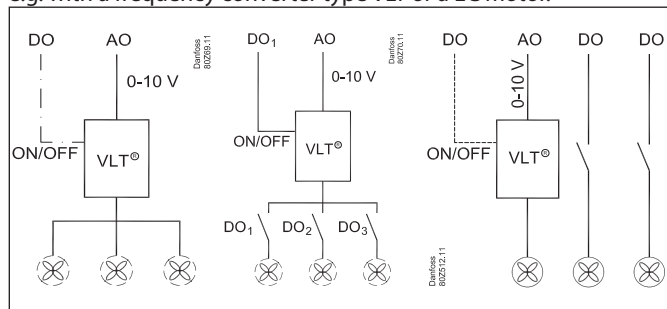 e.g. with a frequency converter type VLT or a EC motor.
DO
AO
Danfoss
80Z69.11
0-10 V
ON/OFF
VLT®
DO1
AO
Danfoss
80Z70.11
0-10 V
ON/OFF
VLT®
DO1
DO2
DO3
DO
AO
DO
DO
0-10 V
ON/OFF
VLT®
Danfoss
80Z512.11